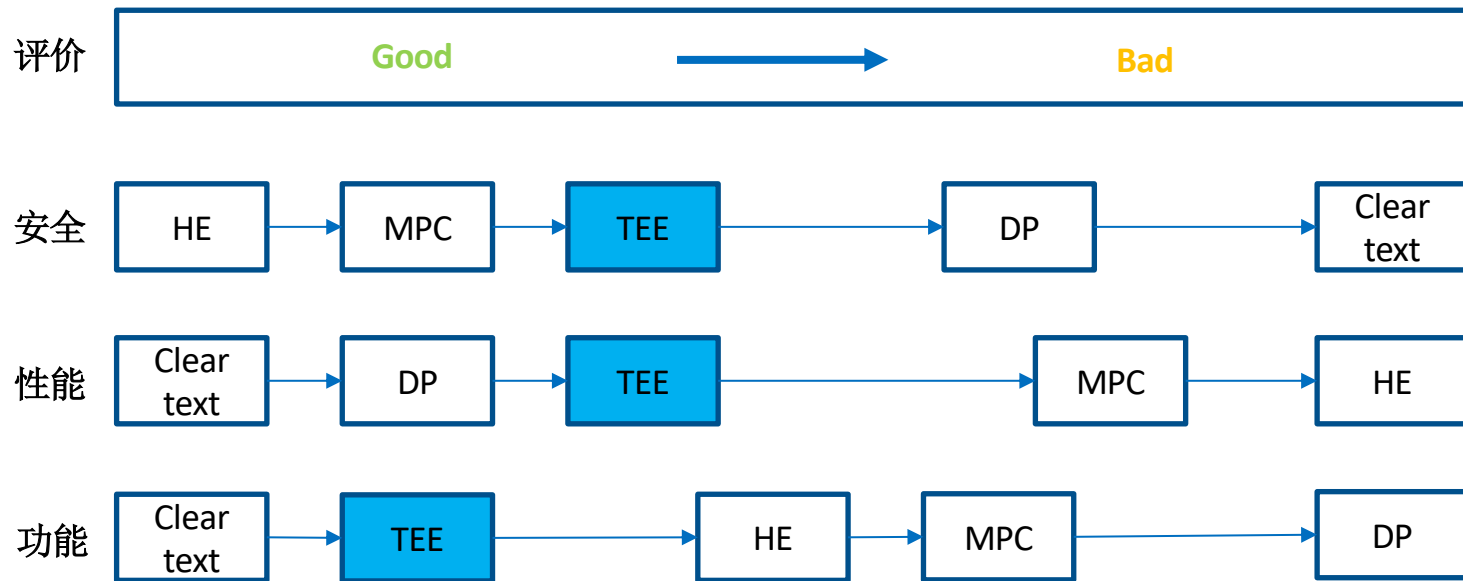 评价
Good
Bad
安全
HE
MPC
TEE
DP
Clear
text
性能
Clear
text
DP
TEE
MPC
HE
功能
Clear
text
TEE
HE
MPC
DP